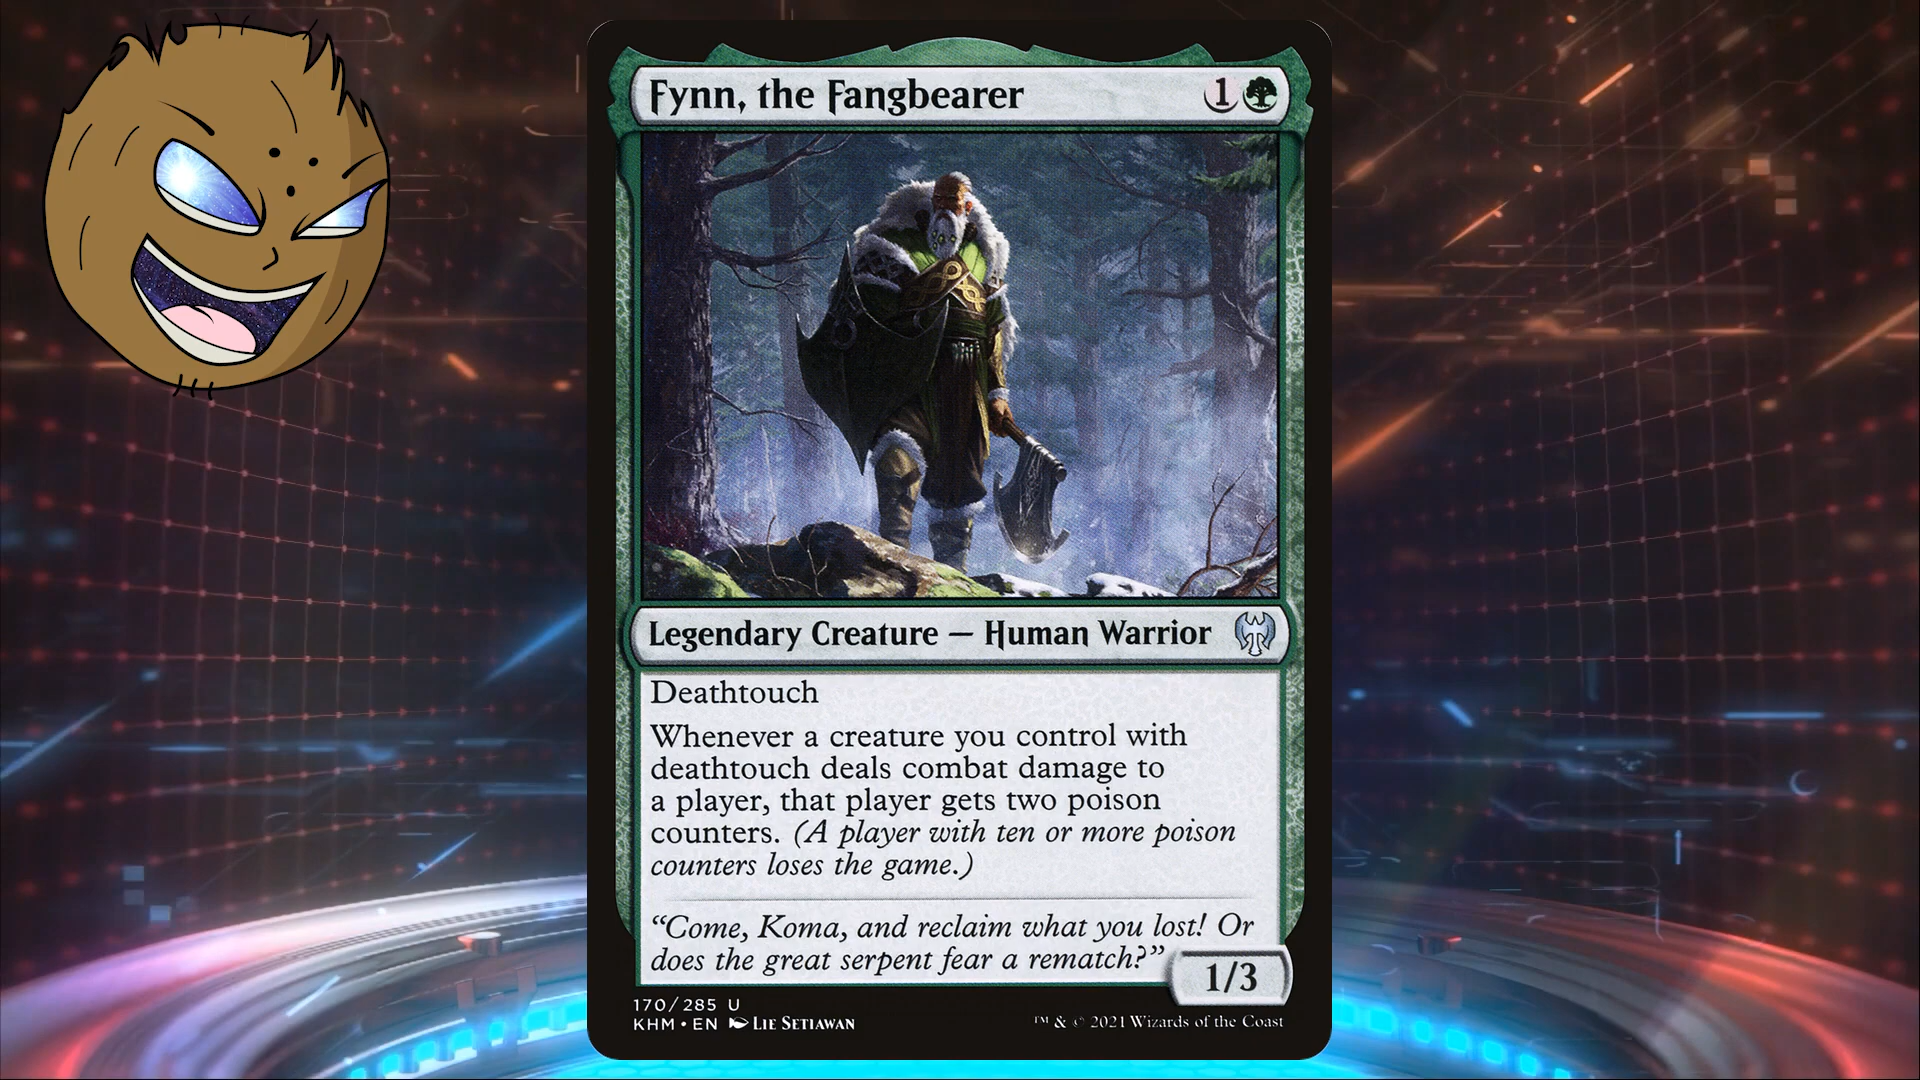 Fynn, the Fangbearer 1
Legendary Creature — Human Warrior
Deathtouch
Whenever a creature you control with
deathtouch deals combat damage to
a player, that player gets two poison
counters. (A player with ten or more poison
counters loses the game.)
“Come, Koma, and reclaim what you lost! Or
does the great serpent fear a rematch?”
1/3
170/285 U
KHM • EN Lie Setiawan
™ & © 2021 Wizards of the Coast